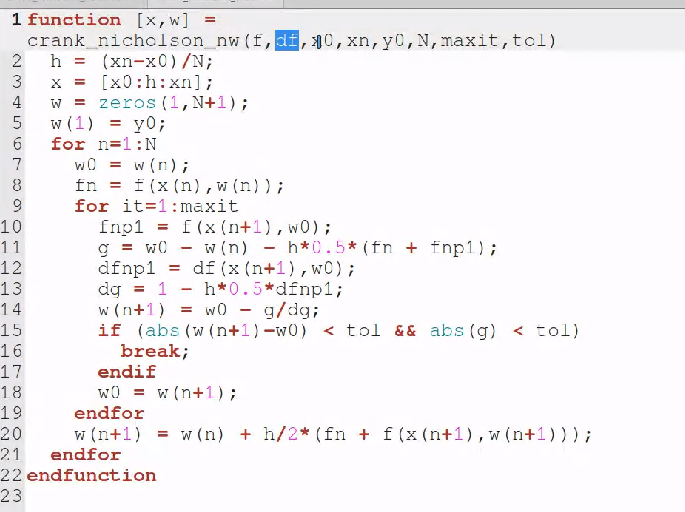 1 function [x,w] =
crank_nicholson_nw(f,df,x0,xn,y0,N,maxit,tol)
2 h = (xn-x0)/N;
3 x = [x0:h:xn];
4 w = zeros(1,N+1);
5 w(1) = y0;
6 for n=1:N
7 w0 = w(n);
8 fn = f(x(n),w(n));
9 for it=1:maxit
10 fnp1 = f(x(n+1),w0);
11 g = w0 - w(n) - h*0.5*(fn + fnp1);
12 dfnp1 = df(x(n+1),w0);
13 dg = 1 - h*0.5*dfnp1;
14 w(n+1) = w0 - g/dg;
15 if (abs(w(n+1)-w0) < tol && abs(g) < tol)
16 break;
17 endif
18 w0 = w(n+1);
19 endfor
20 w(n+1) = w(n) + h/2*(fn + f(x(n+1),w(n+1)));
21 endfor
22 endfunction
23